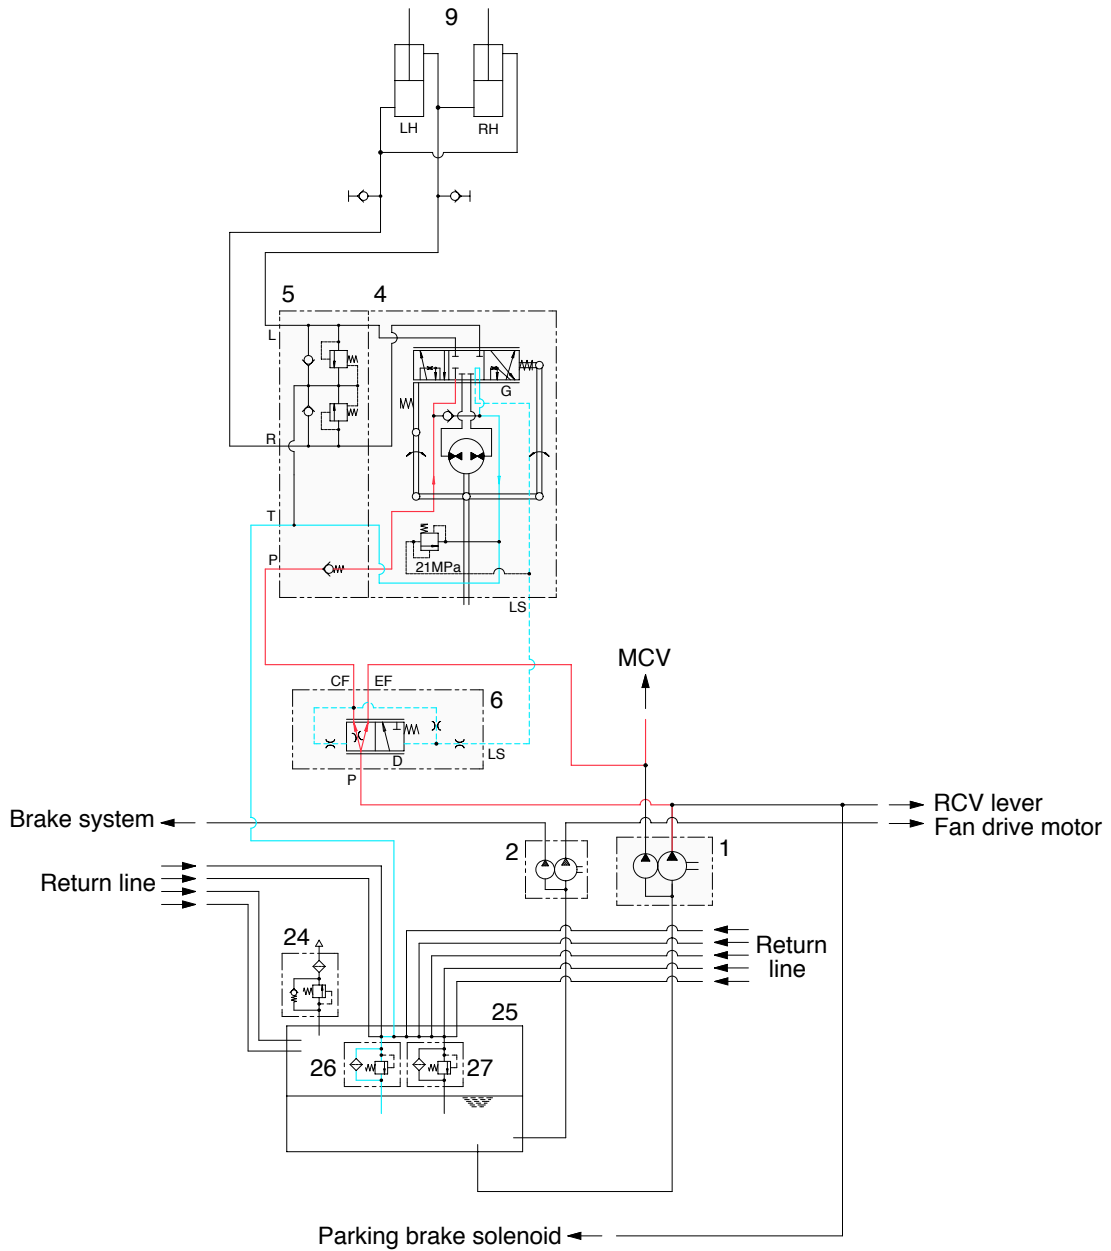 9
LH
RH
5
4
L
G
R
T
P
21MPa
LS
MCV
CF
EF
6
LS
D
P
RCV lever
Brake system
Fan drive motor
2
1
Return line
24
Return
line
25
26
27
Parking brake solenoid